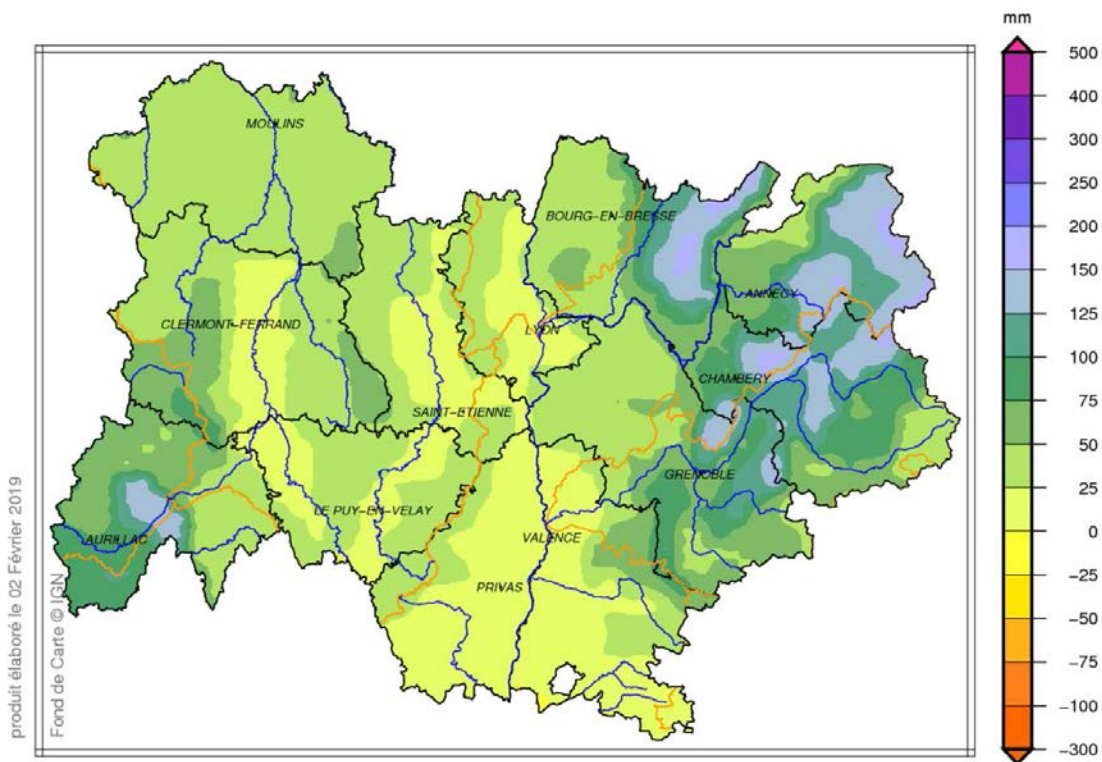 mm
500
400
300
250
200
150
125
100
75
50
25
0
−25
−50
−75
−100
−300
MOULINS
BOURG−EN−BRESSE
ANNECY
CLERMONT−FERRAND
LYON
CHAMBERY
SAINT−ETIENNE
GRENOBLE
LE PUY−EN−VELAY
AURILLAC
VALENCE
PRIVAS
produit élaboré le 02 Février 2019
Fond de Carte © IGN